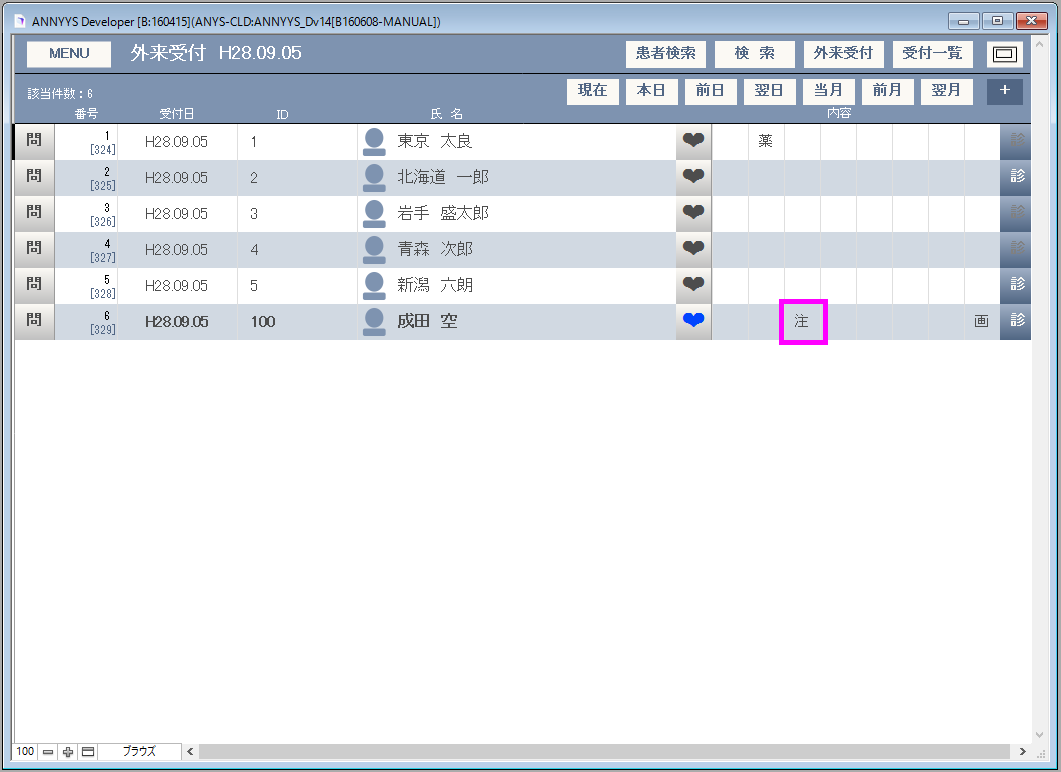 ANNYYS Developer [B:160415](ANYS-CLD:ANNYYS_Dv14[B160608-MANUAL])
MENU 外来受付 H28.09.05 患者検索 検 索 外来受付 受付一覧
該当件数:6 現在 本日 前日 翌日 当月 前月 翌月 +
番号 受付日 ID 氏 名 内容
問 1 [324] H28.09.05 1 東京 太良 薬 診
問 2 [325] H28.09.05 2 北海道 一郎 診
問 3 [326] H28.09.05 3 岩手 盛太郎 診
問 4 [327] H28.09.05 4 青森 次郎 診
問 5 [328] H28.09.05 5 新潟 六朗 診
問 6 [329] H28.09.05 100 成田 空 注 画 診
100 ブラウズ